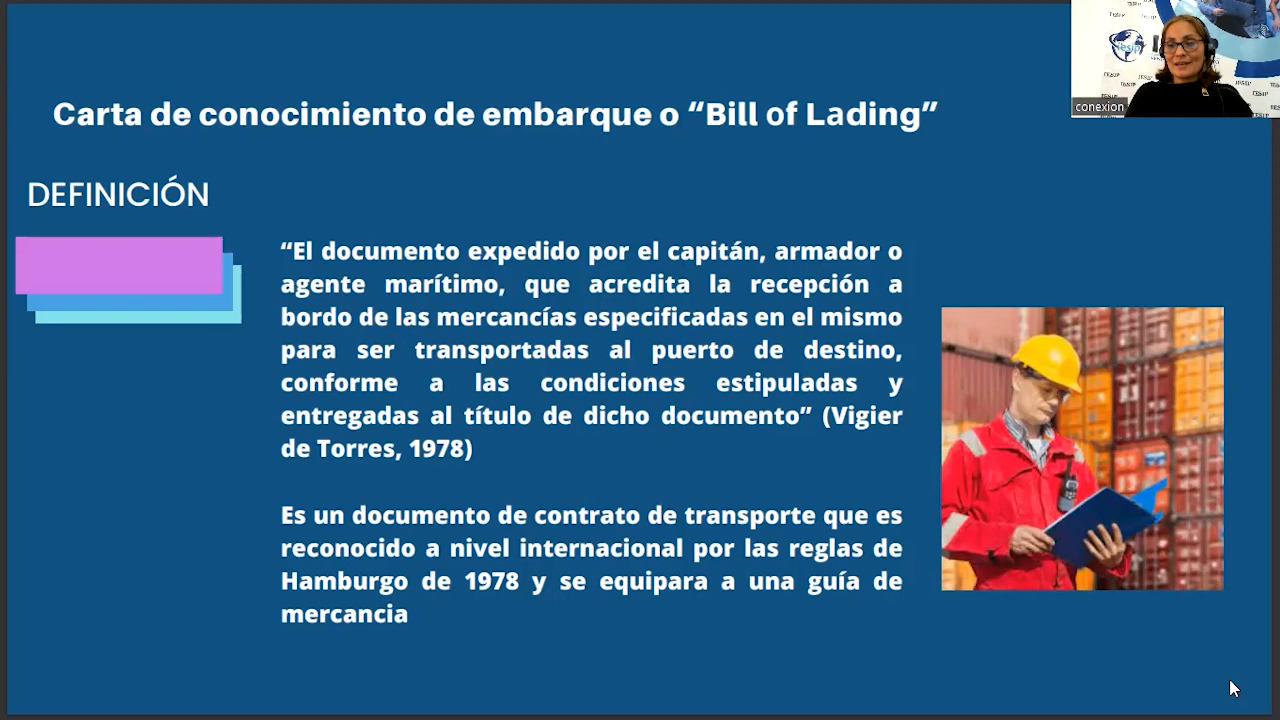 Carta de conocimiento de embarque o “Bill of Lading”
conexion
DEFINICIÓN
“El documento expedido por el capitán, armador o
agente marítimo, que acredita la recepción a
bordo de las mercancías especificadas en el mismo
para ser transportadas al puerto de destino,
conforme a las condiciones estipuladas y
entregadas al título de dicho documento” (Vigier
de Torres, 1978)
Es un documento de contrato de transporte que es
reconocido a nivel internacional por las reglas de
Hamburgo de 1978 y se equipara a una guía de
mercancia